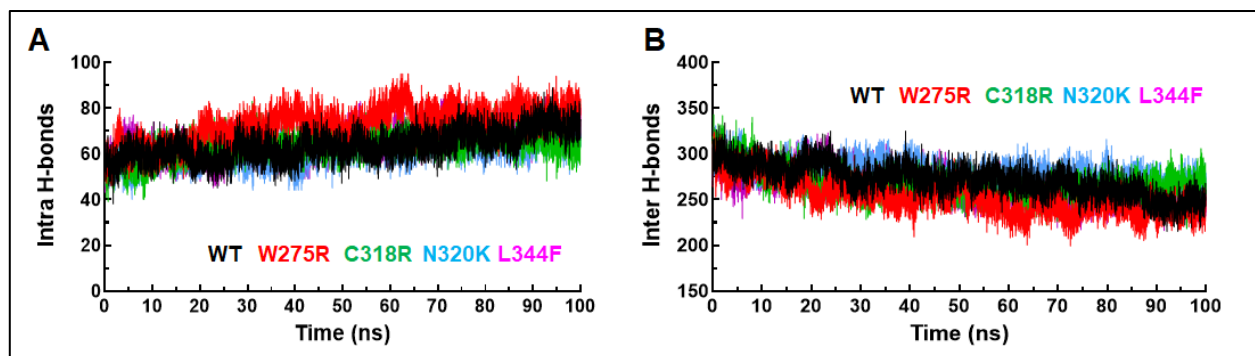 A
Intra H-bonds
100
80
60
40
20
0
WT W275R C318R N320K L344F
0 10 20 30 40 50 60 70 80 90 100
Time (ns)
B
Inter H-bonds
400
350
300
250
200
150
WT W275R C318R N320K L344F
0 10 20 30 40 50 60 70 80 90 100
Time (ns)